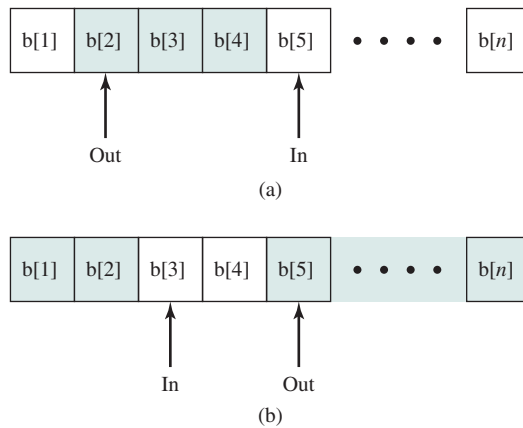 b[1] b[2] b[3] b[4] b[5] • • • • b[n]
Out In
(a)
b[1] b[2] b[3] b[4] b[5] • • • • b[n]
In Out
(b)